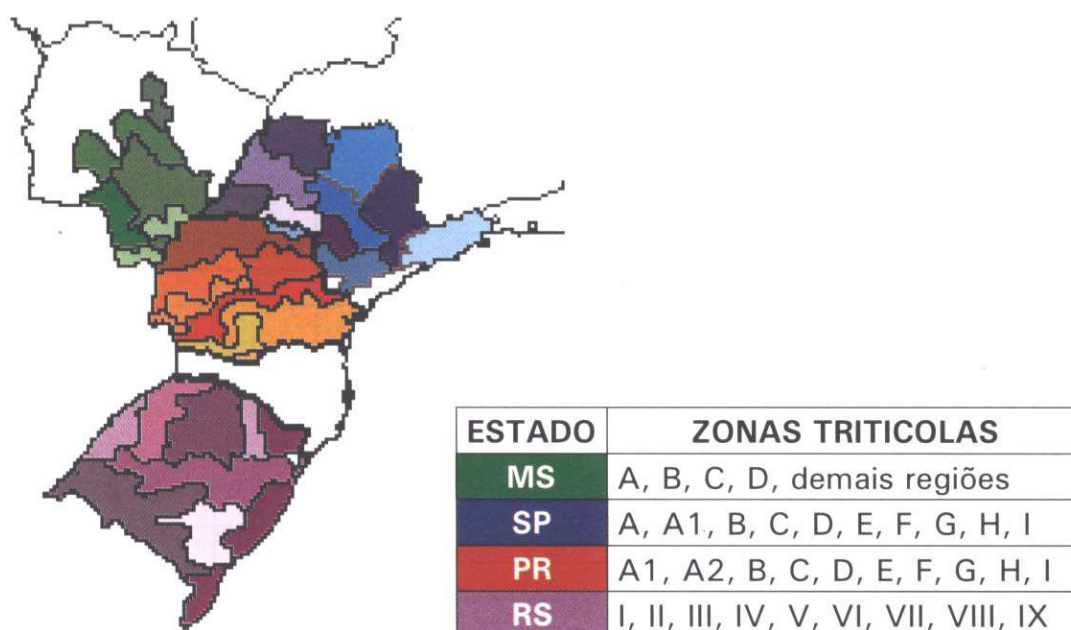 ESTADO ZONAS TRITICOLAS
MS A, B, C, D, demais regiões
SP A, A1, B, C, D, E, F, G, H, I
PR A1, A2, B, C, D, E, F, G, H, I
RS I, II, III, IV, V, VI, VII, VIII, IX